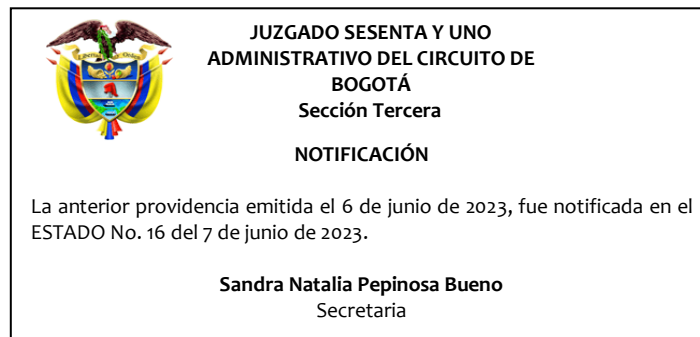 JUZGADO SESENTA Y UNO
ADMINISTRATIVO DEL CIRCUITO DE
BOGOTÁ
Sección Tercera
NOTIFICACIÓN
La anterior providencia emitida el 6 de junio de 2023, fue notificada en el
ESTADO No. 16 del 7 de junio de 2023.
Sandra Natalia Pepinosa Bueno
Secretaria